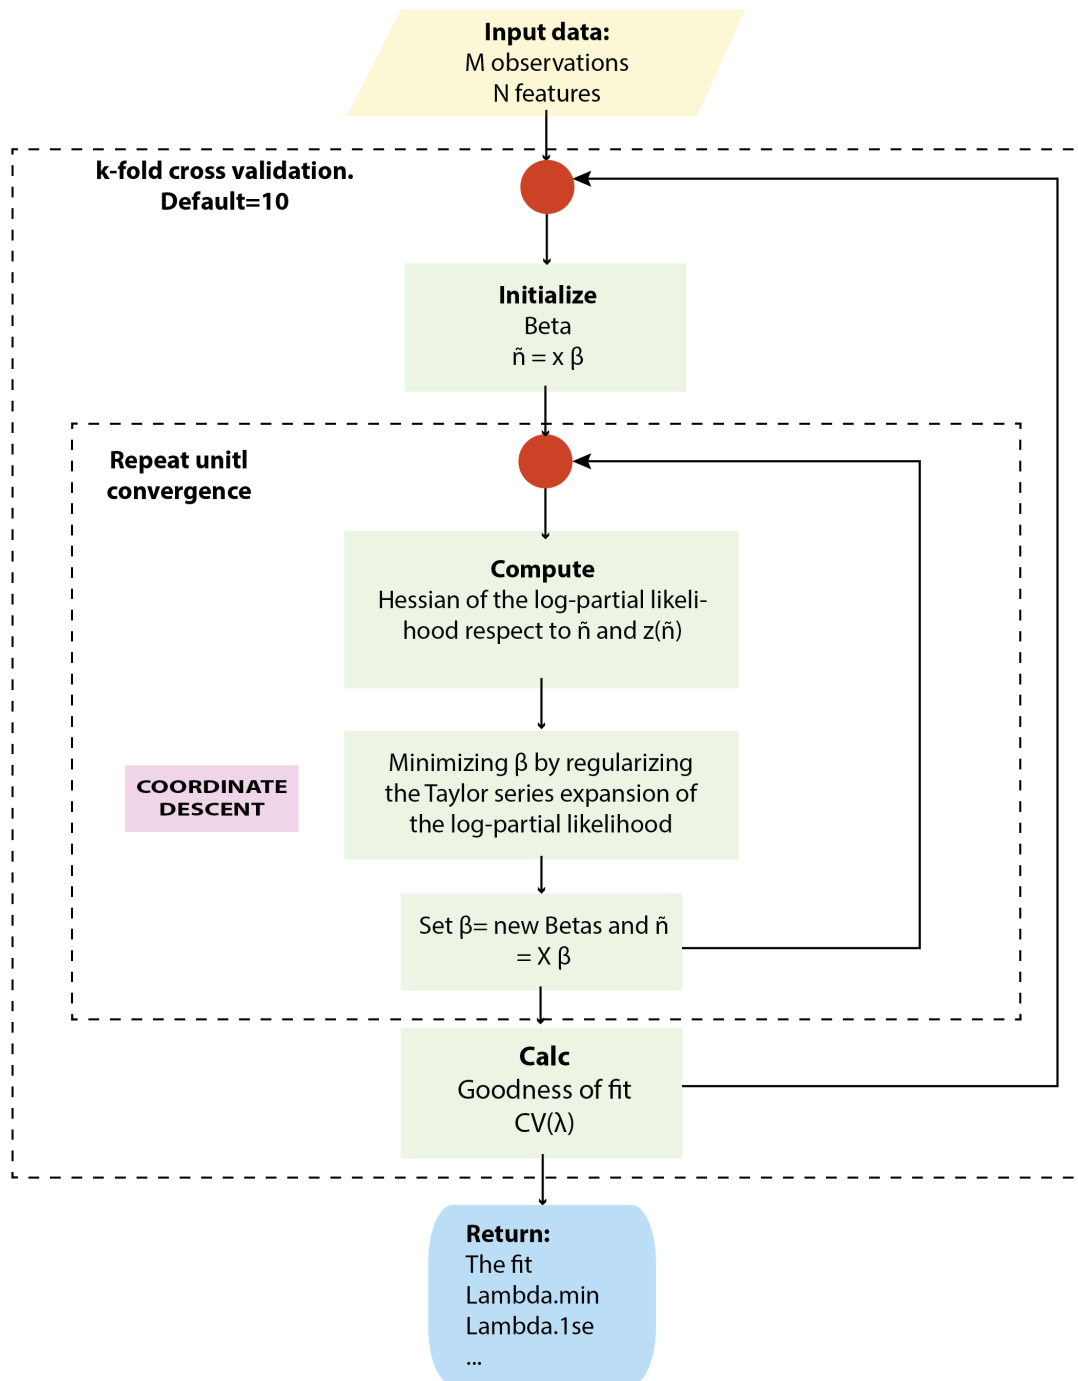 Input data:
M observations
N features
k-fold cross validation.
Default=10
Initialize
Beta
ñ = x β
Repeat unitl
convergence
Compute
Hessian of the log-partial likeli-
hood respect to ñ and z(ñ)
Minimizing β by regularizing
the Taylor series expansion of
the log-partial likelihood
COORDINATE
DESCENT
Set β= new Betas and ñ
= X β
Calc
Goodness of fit
CV(λ)
Return:
The fit
Lambda.min
Lambda.1se
...